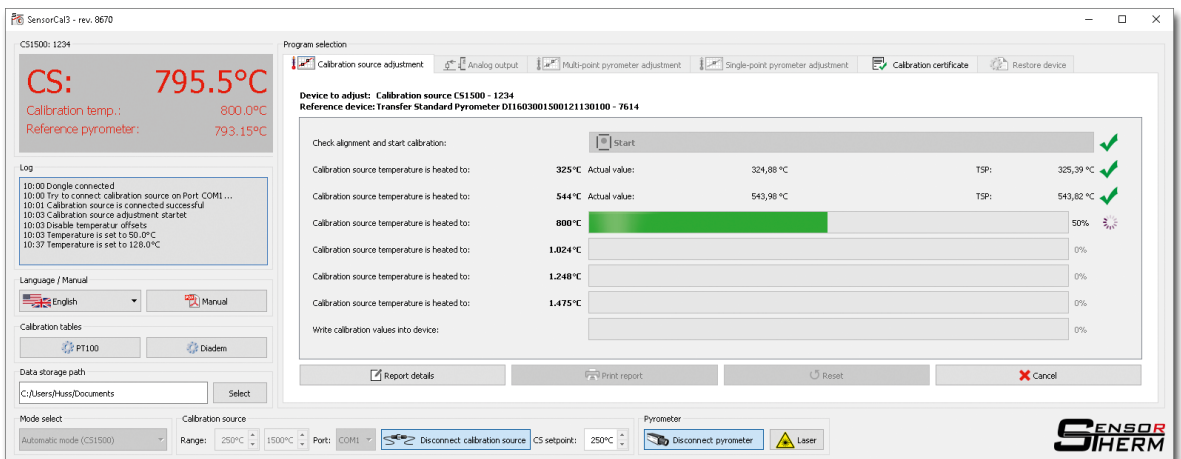 SensorCal3 - rev. 8670
CS1500: 1234
CS: 795.5°C
Calibration temp.: 800.0°C
Reference pyrometer: 793.15°C
Log
10:00 Dongle connected
10:00 Try to connect calibration source on Port COM1...
10:01 Calibration source is connected successful
10:03 Calibration source adjustment startet
10:03 Disable temperatur offsets
10:03 Temperature is set to 50.0°C
10:37 Temperature is set to 128.0°C
Language / Manual
English Manual
Calibration tables
PT100 Diadem
Data storage path
C:/Users/Huss/Documents Select
Program selection
Calibration source adjustment Analog output Multi-point pyrometer adjustment Single-point pyrometer adjustment Calibration certificate Restore device
Device to adjust: Calibration source CS1500 - 1234
Reference device: Transfer Standard Pyrometer DI1603001500121130100 - 7614
Check alignment and start calibration: Start
Calibration source temperature is heated to: 325°C Actual value: 324,88 °C TSP: 325,39 °C
Calibration source temperature is heated to: 544°C Actual value: 543,98 °C TSP: 543,82 °C
Calibration source temperature is heated to: 800°C 50%
Calibration source temperature is heated to: 1.024°C 0%
Calibration source temperature is heated to: 1.248°C 0%
Calibration source temperature is heated to: 1.475°C 0%
Write calibration values into device: 0%
Report details Print report Reset Cancel
Mode select Calibration source Pyrometer
Automatic mode (CS1500) Range: 250°C 1500°C Port: COM1 Disconnect calibration source CS setpoint: 250°C Disconnect pyrometer Laser
SENSOR
THERM